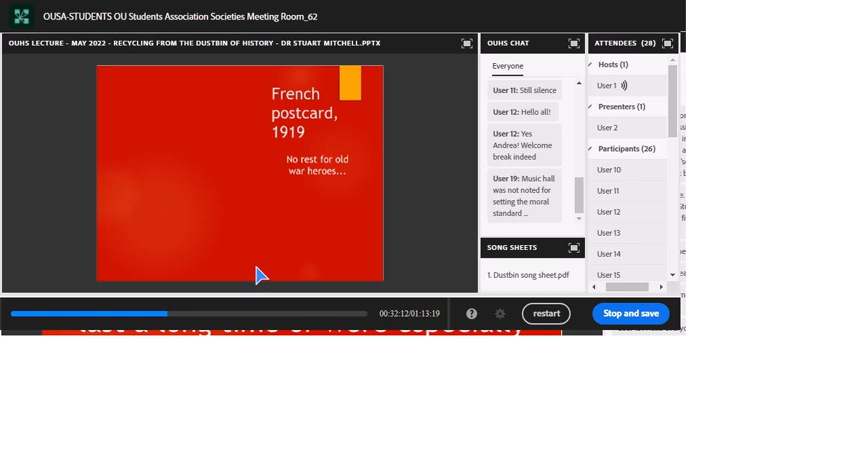 OUSA-STUDENTS OU Students Association Societies Meeting Room_62
OUHS LECTURE - MAY 2022 - RECYCLING FROM THE DUSTBIN OF HISTORY - DR STUART MITCHELL.PPTX
French
postcard,
1919
No rest for old
war heroes...
OUHS CHAT
Everyone
User 11: Still silence
User 12: Hello all!
User 12: Yes
Andrea! Welcome
break indeed
User 19: Music hall
was not noted for
setting the moral
standard ...
SONG SHEETS
1. Dustbin song sheet.pdf
ATTENDEES (28)
Hosts (1)
User 1
Presenters (1)
User 2
Participants (26)
User 10
User 11
User 12
User 13
User 14
User 15
00:32:12/01:13:19
?
restart
Stop and save